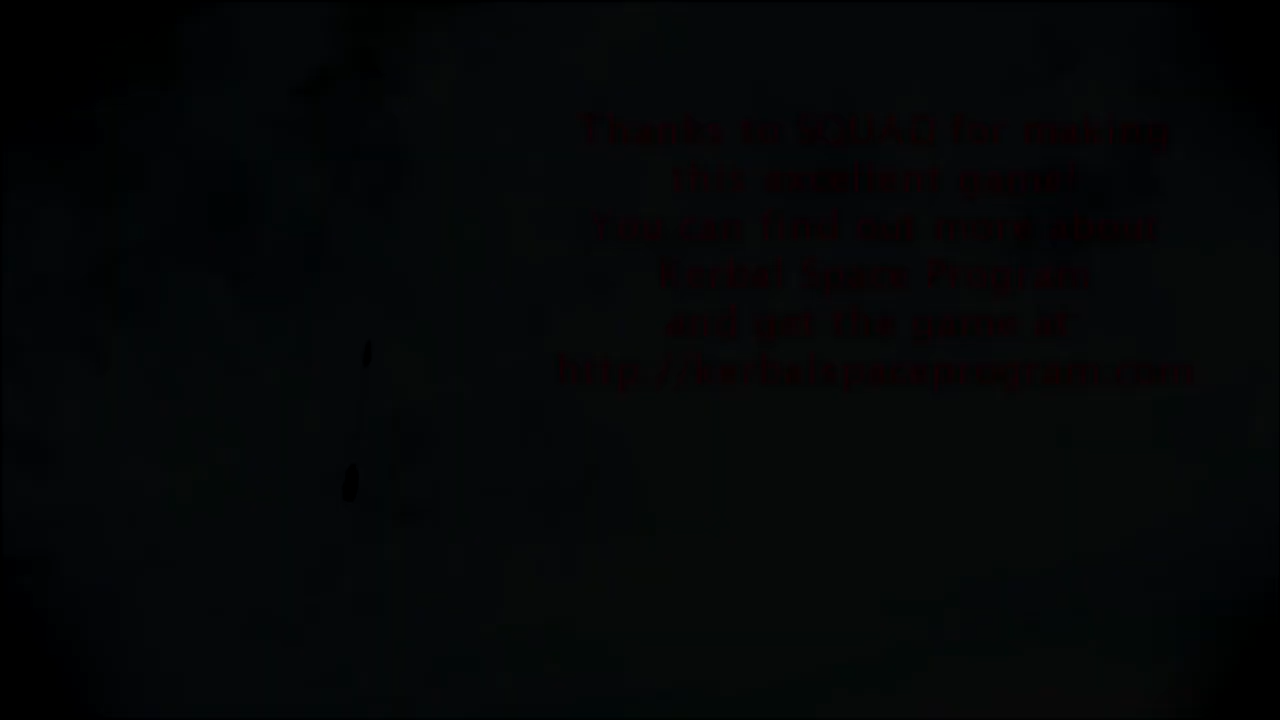 Thanks to SQUAD for making
this excellent game!
You can find out more about
Kerbal Space Program
and get the game at
http://kerbalspaceprogram.com